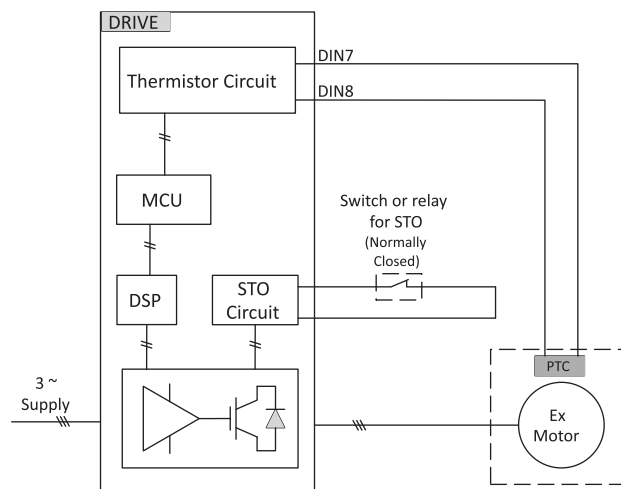 DRIVE
DIN7
Thermistor Circuit
DIN8
MCU
Switch or relay
for STO
(Normally
Closed)
DSP
STO
Circuit
PTC
3 ~
Supply
Ex
Motor